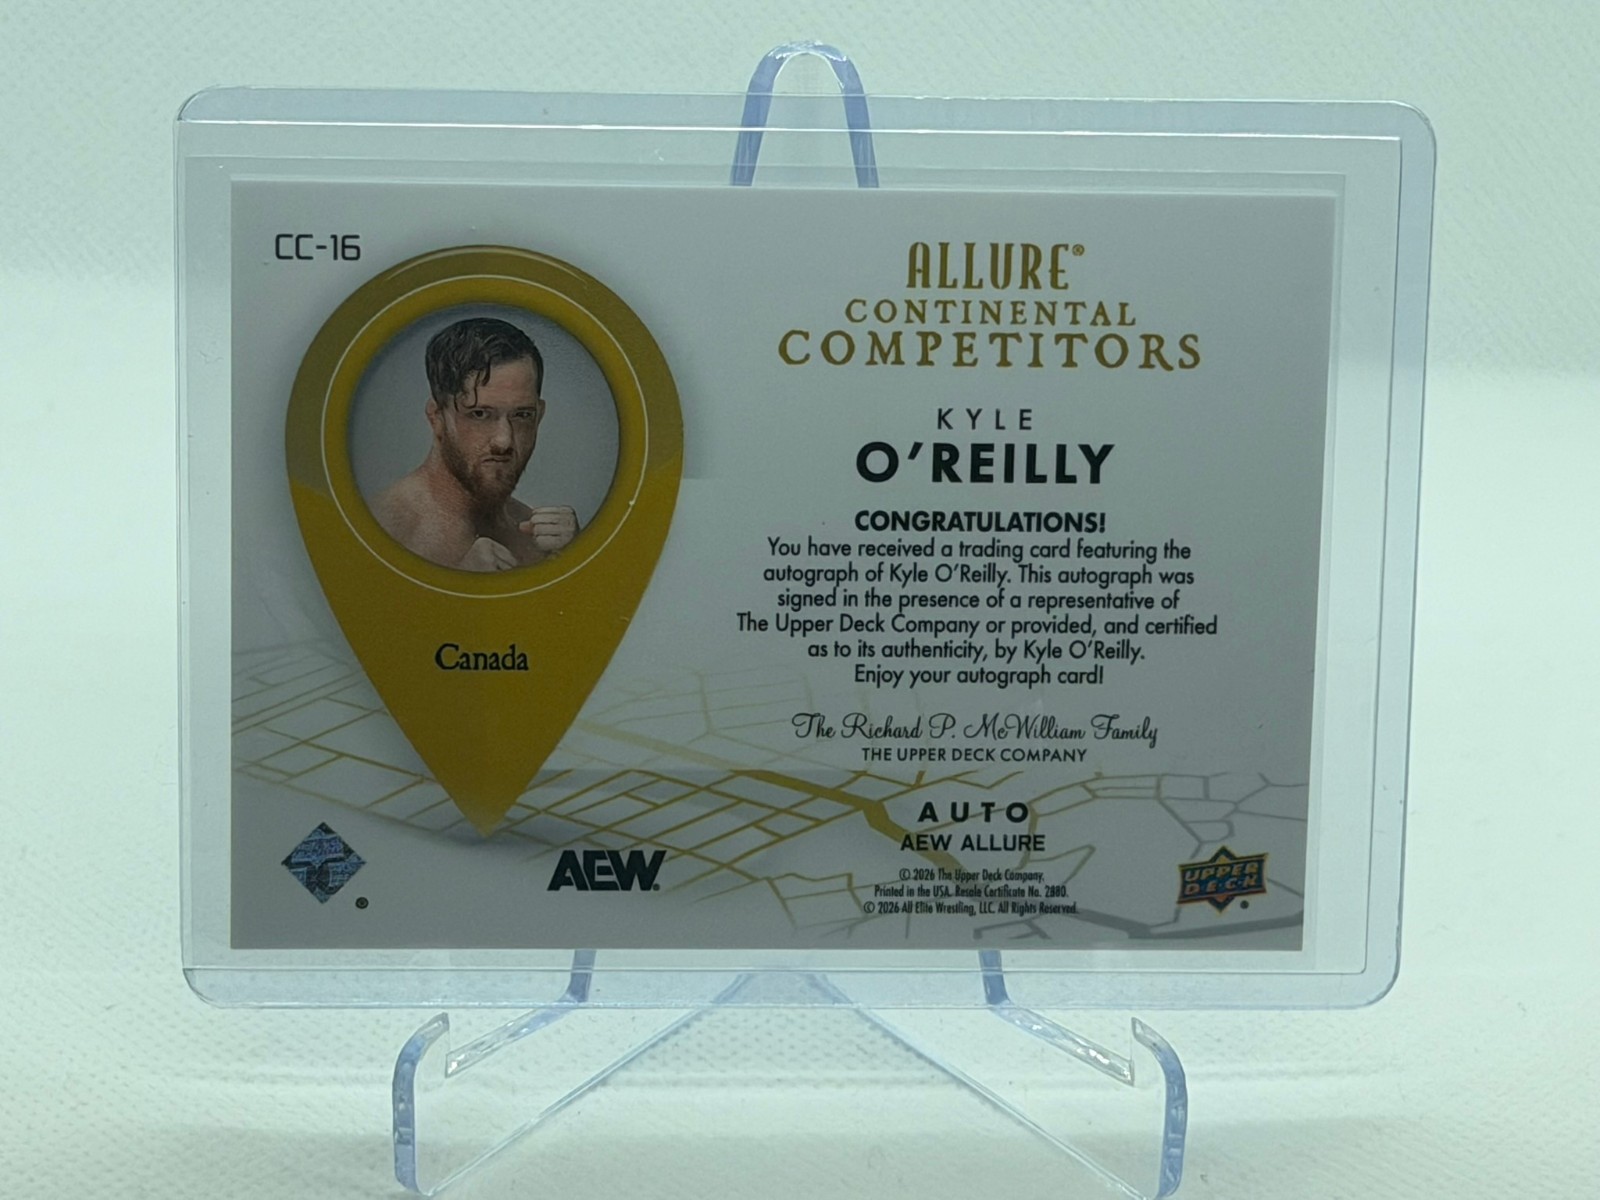 CC-16
ALLURE®
CONTINENTAL
COMPETITORS
KYLE
O'REILLY
CONGRATULATIONS!
You have received a trading card featuring the
autograph of Kyle O'Reilly. This autograph was
signed in the presence of a representative of
The Upper Deck Company or provided, and certified
as to its authenticity, by Kyle O'Reilly.
Enjoy your autograph card!
The Richard P. McWilliam Family
THE UPPER DECK COMPANY
Canada
AUTO
AEW ALLURE
© 2026 The Upper Deck Company.
Printed in the USA. Resale Certificate No. 2980.
© 2026 All Elite Wrestling, LLC. All Rights Reserved.
®
AEW®
UPPER
DECK®